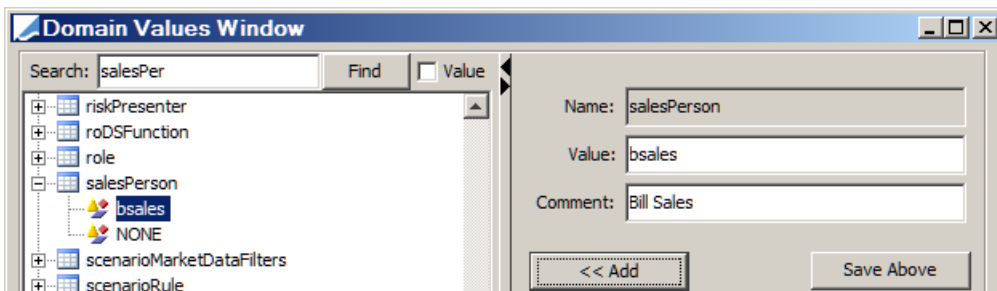 Domain Values Window
Search: salesPer Find Value
riskPresenter
roDSFunction
role
salesPerson
bsales
NONE
scenarioMarketDataFilters
scenarioRule
Name: salesPerson
Value: bsales
Comment: Bill Sales
<< Add Save Above